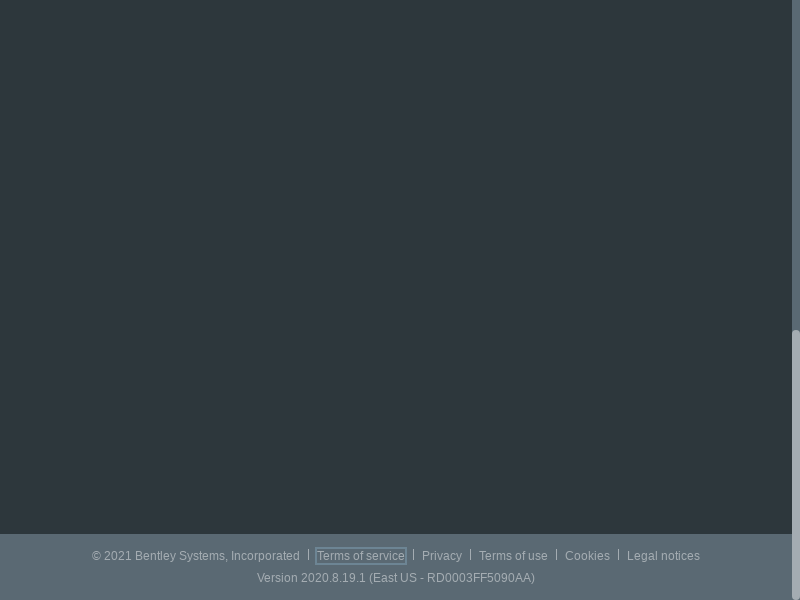 © 2021 Bentley Systems, Incorporated | Terms of service | Privacy | Terms of use | Cookies | Legal notices
Version 2020.8.19.1 (East US - RD0003FF5090AA)